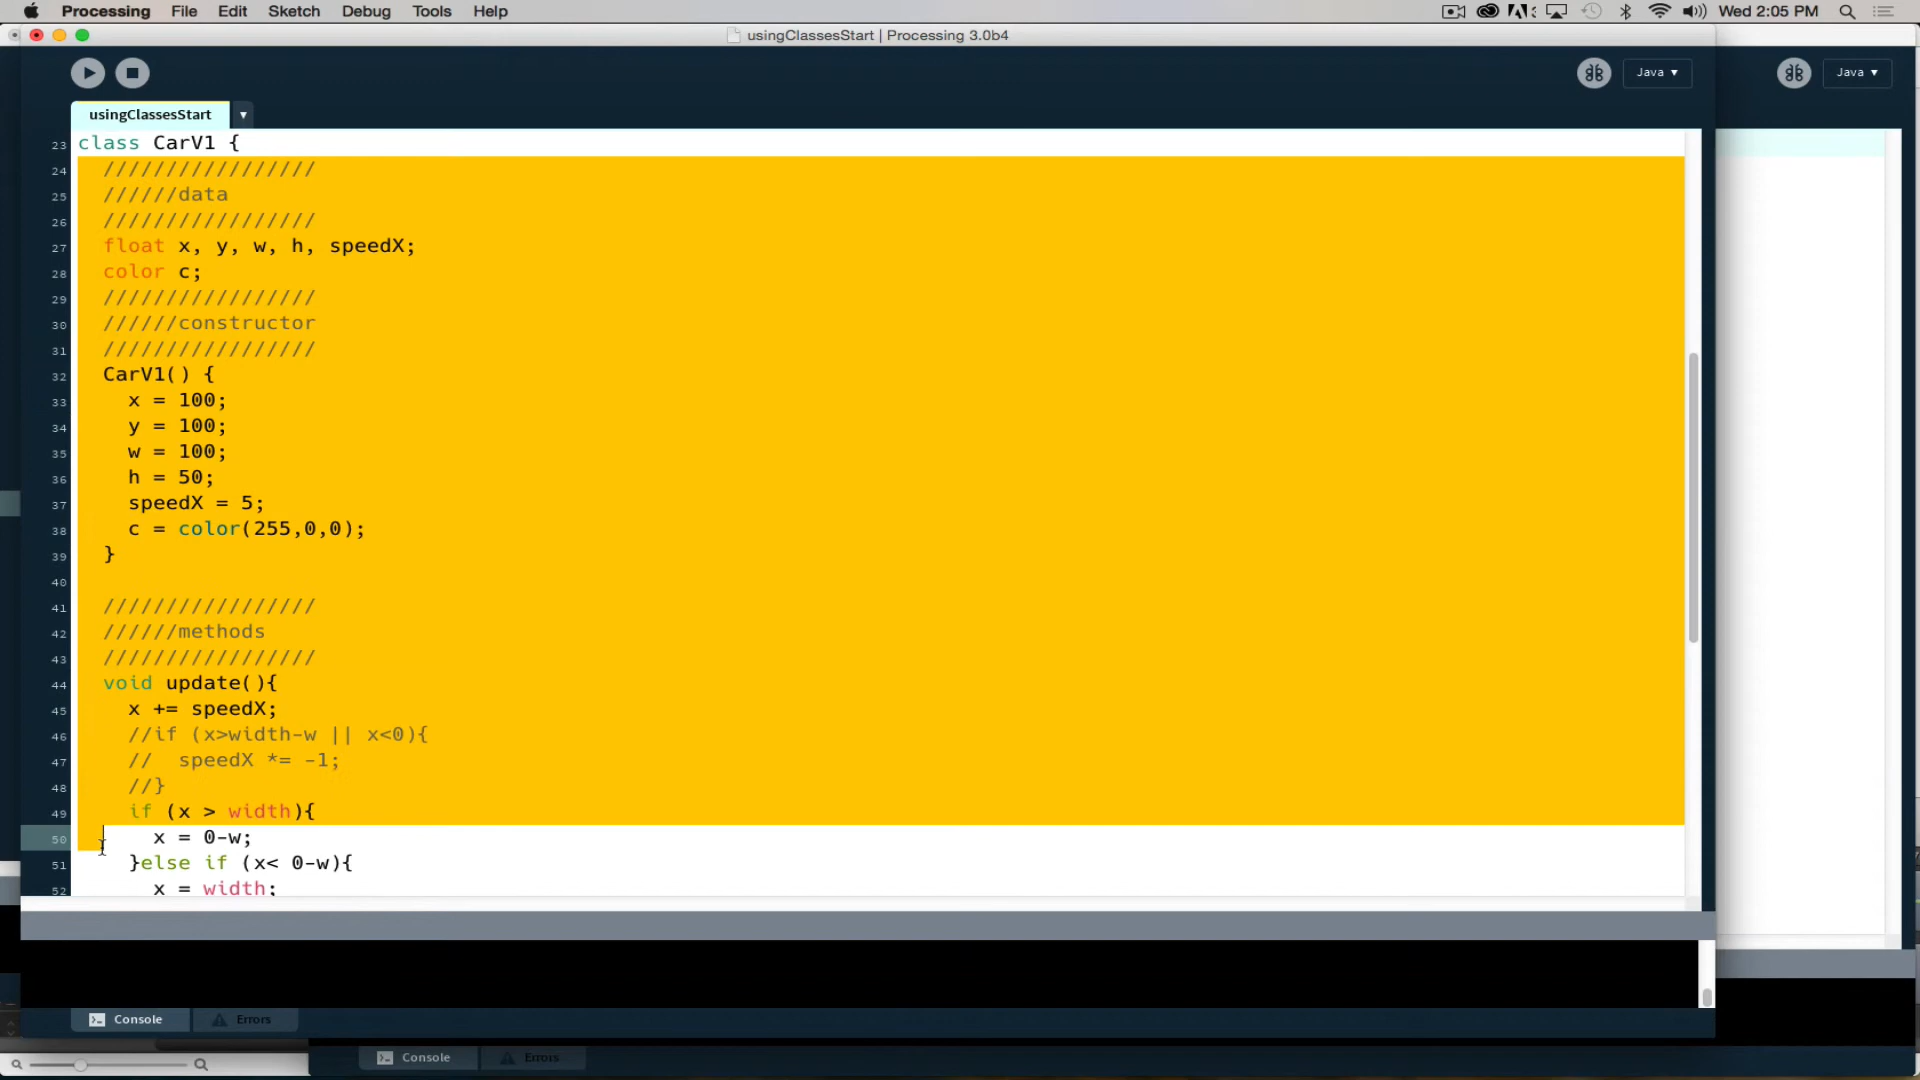 Processing File Edit Sketch Debug Tools Help Wed 2:05 PM
usingClassesStart | Processing 3.0b4
Java ▾ Java ▾
usingClassesStart ▾
23 class CarV1 {
24 /////////////////
25 //////data
26 /////////////////
27 float x, y, w, h, speedX;
28 color c;
29 /////////////////
30 //////constructor
31 /////////////////
32 CarV1() {
33 x = 100;
34 y = 100;
35 w = 100;
36 h = 50;
37 speedX = 5;
38 c = color(255,0,0);
39 }
40
41 /////////////////
42 //////methods
43 /////////////////
44 void update(){
45 x += speedX;
46 //if (x>width-w || x<0){
47 //  speedX *= -1;
48 //}
49 if (x > width){
50 x = 0-w;
51 }else if (x< 0-w){
52 x = width;
Console Errors
Console Errors